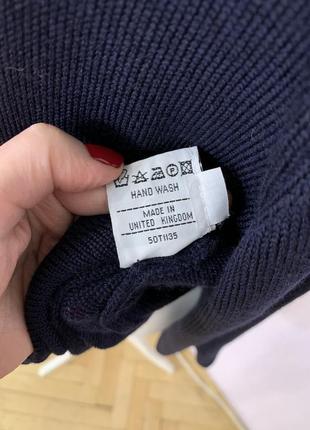 HAND WASH
MADE IN
UNITED KINGDOM
50T1135